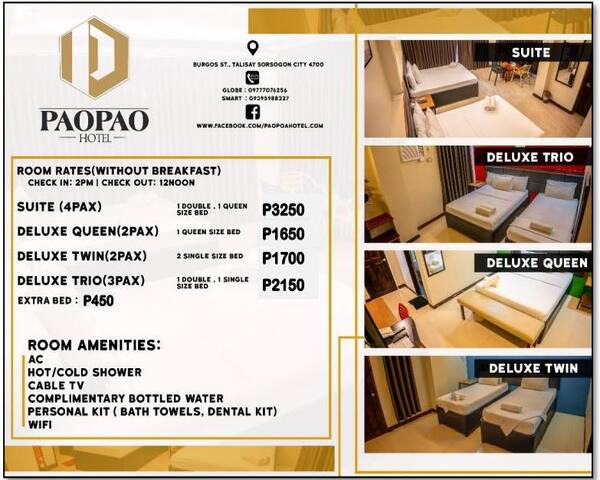 PAOPAO
HOTEL
BURGOS ST., TALISAY SORSOGON CITY 4700
GLOBE : 09777076256
SMART : 09395988327
WWW.FACEBOOK.COM/PAOPOAHOTEL.COM
ROOM RATES(WITHOUT BREAKFAST)
CHECK IN: 2PM | CHECK OUT: 12NOON
SUITE (4PAX) 1 DOUBLE , 1 QUEEN SIZE BED P3250
DELUXE QUEEN(2PAX) 1 QUEEN SIZE BED P1650
DELUXE TWIN(2PAX) 2 SINGLE SIZE BED P1700
DELUXE TRIO(3PAX) 1 DOUBLE , 1 SINGLE SIZE BED P2150
EXTRA BED : P450
ROOM AMENITIES:
AC
HOT/COLD SHOWER
CABLE TV
COMPLIMENTARY BOTTLED WATER
PERSONAL KIT ( BATH TOWELS, DENTAL KIT)
WIFI
SUITE
DELUXE TRIO
DELUXE QUEEN
DELUXE TWIN